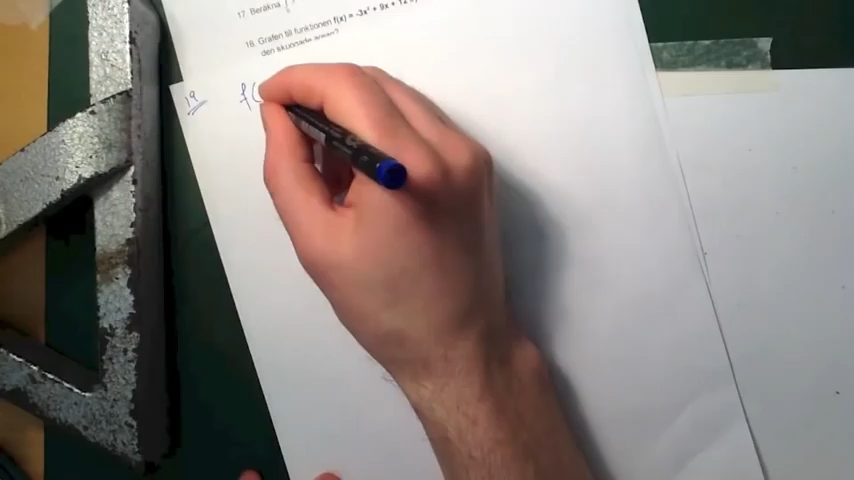 17. Beräkna
18. Grafen till funktionen f(x) = -3x² + 9x + 12
den skuggade arean?
19 f(